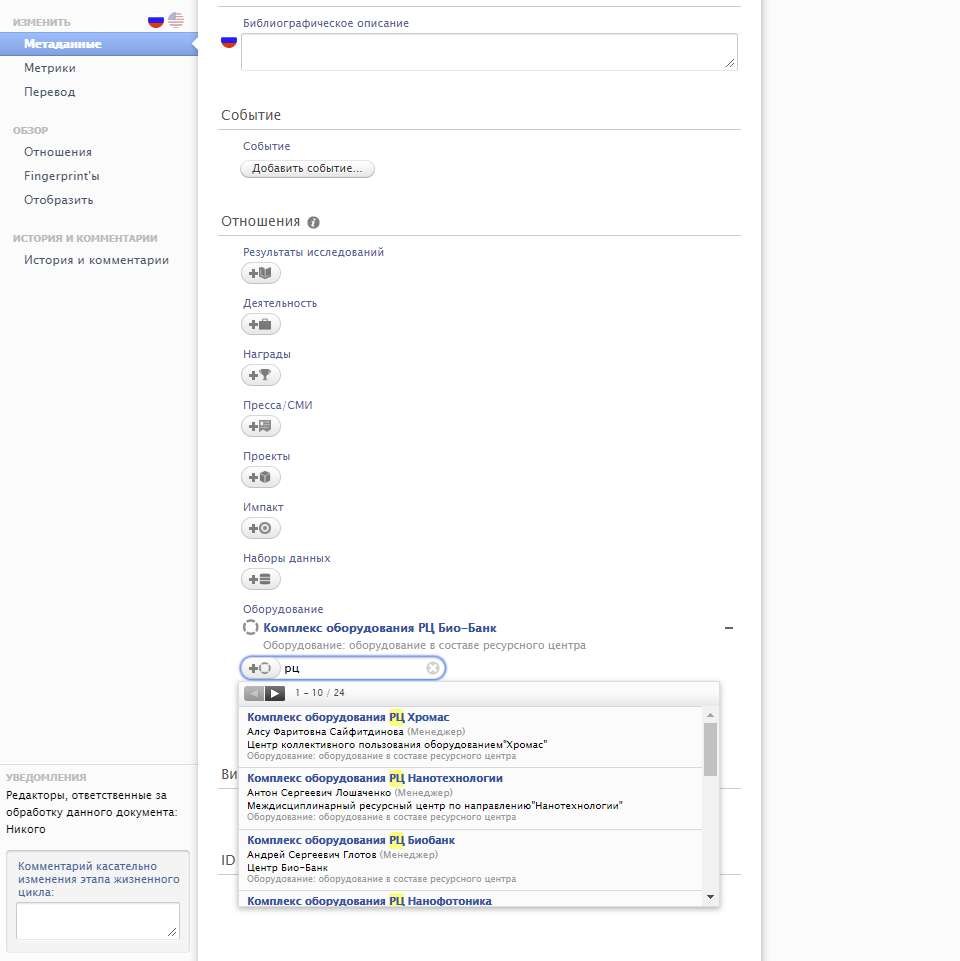 ИЗМЕНИТЬ
Метаданные
Метрики
Перевод
ОБЗОР
Отношения
Fingerprint'ы
Отобразить
ИСТОРИЯ И КОММЕНТАРИИ
История и комментарии
УВЕДОМЛЕНИЯ
Редакторы, ответственные за
обработку данного документа:
Никого
Комментарий касательно
изменения этапа жизненного
цикла:
Библиографическое описание
Событие
Событие
Добавить событие...
Отношения
Результаты исследований
Деятельность
Награды
Пресса/СМИ
Проекты
Импакт
Наборы данных
Оборудование
Комплекс оборудования РЦ Био-Банк
Оборудование: оборудование в составе ресурсного центра
рц
1 - 10 / 24
Комплекс оборудования РЦ Хромас
Алсу Фаритовна Сайфитдинова (Менеджер)
Центр коллективного пользования оборудованием"Хромас"
Оборудование: оборудование в составе ресурсного центра
Комплекс оборудования РЦ Нанотехнологии
Антон Сергеевич Лошаченко (Менеджер)
Междисциплинарный ресурсный центр по направлению"Нанотехнологии"
Оборудование: оборудование в составе ресурсного центра
Комплекс оборудования РЦ Биобанк
Андрей Сергеевич Глотов (Менеджер)
Центр Био-Банк
Оборудование: оборудование в составе ресурсного центра
Комплекс оборудования РЦ Нанофотоника
Ви
ID